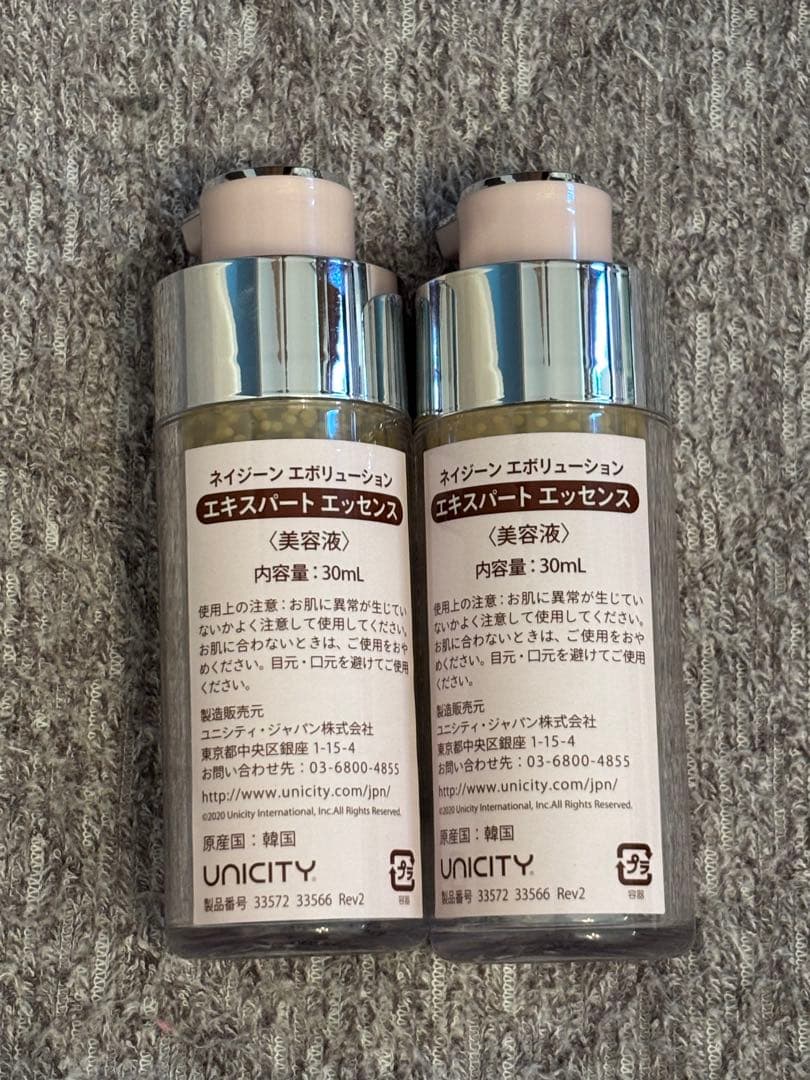 ネイジーン エボリューション
エキスパート エッセンス
〈美容液〉
内容量：30mL
使用上の注意：お肌に異常が生じてい
ないかよく注意して使用してください。
お肌に合わないときは、ご使用をおや
めください。目元・口元を避けてご使用
ください。
製造販売元
ユニシティ・ジャパン株式会社
東京都中央区銀座 1-15-4
お問い合わせ先：03-6800-4855
http://www.unicity.com/jpn/
©2020 Unicity International, Inc.All Rights Reserved.
原産国：韓国
UNICITY®
製品番号 33572 33566 Rev2
プラ
容器
ネイジーン エボリューション
エキスパート エッセンス
〈美容液〉
内容量：30mL
使用上の注意：お肌に異常が生じてい
ないかよく注意して使用してください。
お肌に合わないときは、ご使用をおや
めください。目元・口元を避けてご使用
ください。
製造販売元
ユニシティ・ジャパン株式会社
東京都中央区銀座 1-15-4
お問い合わせ先：03-6800-4855
http://www.unicity.com/jpn/
©2020 Unicity International, Inc.All Rights Reserved.
原産国：韓国
UNICITY®
製品番号 33572 33566 Rev2
プラ
容器